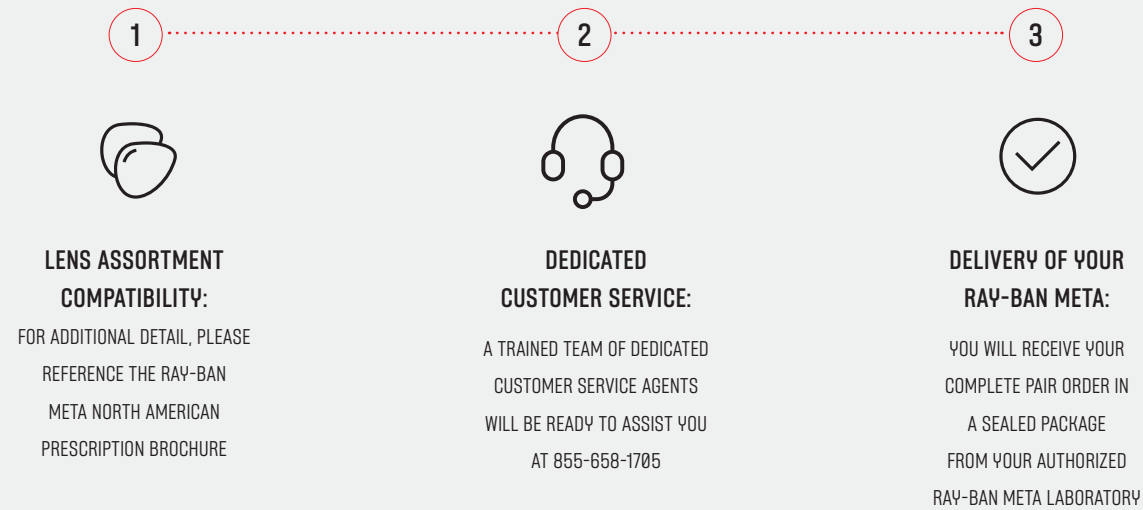 1
2
3
LENS ASSORTMENT
COMPATIBILITY:
FOR ADDITIONAL DETAIL, PLEASE
REFERENCE THE RAY-BAN
META NORTH AMERICAN
PRESCRIPTION BROCHURE
DEDICATED
CUSTOMER SERVICE:
A TRAINED TEAM OF DEDICATED
CUSTOMER SERVICE AGENTS
WILL BE READY TO ASSIST YOU
AT 855-658-1705
DELIVERY OF YOUR
RAY-BAN META:
YOU WILL RECEIVE YOUR
COMPLETE PAIR ORDER IN
A SEALED PACKAGE
FROM YOUR AUTHORIZED
RAY-BAN META LABORATORY